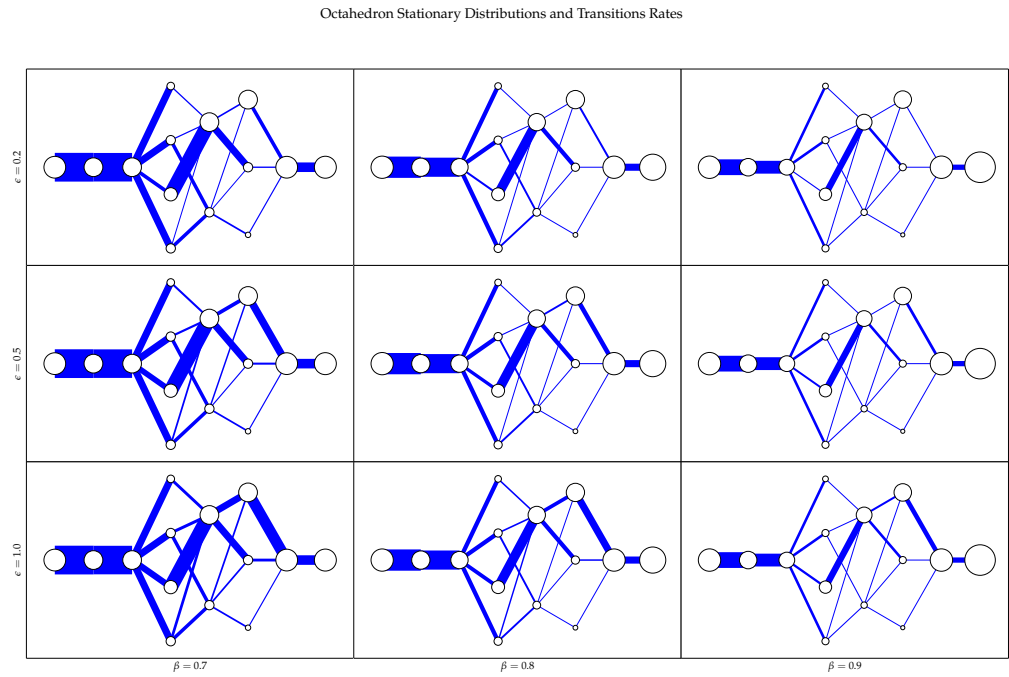 Octahedron Stationary Distributions and Transitions Rates
ϵ = 0.2
ϵ = 0.5
ϵ = 1.0
β = 0.7
β = 0.8
β = 0.9